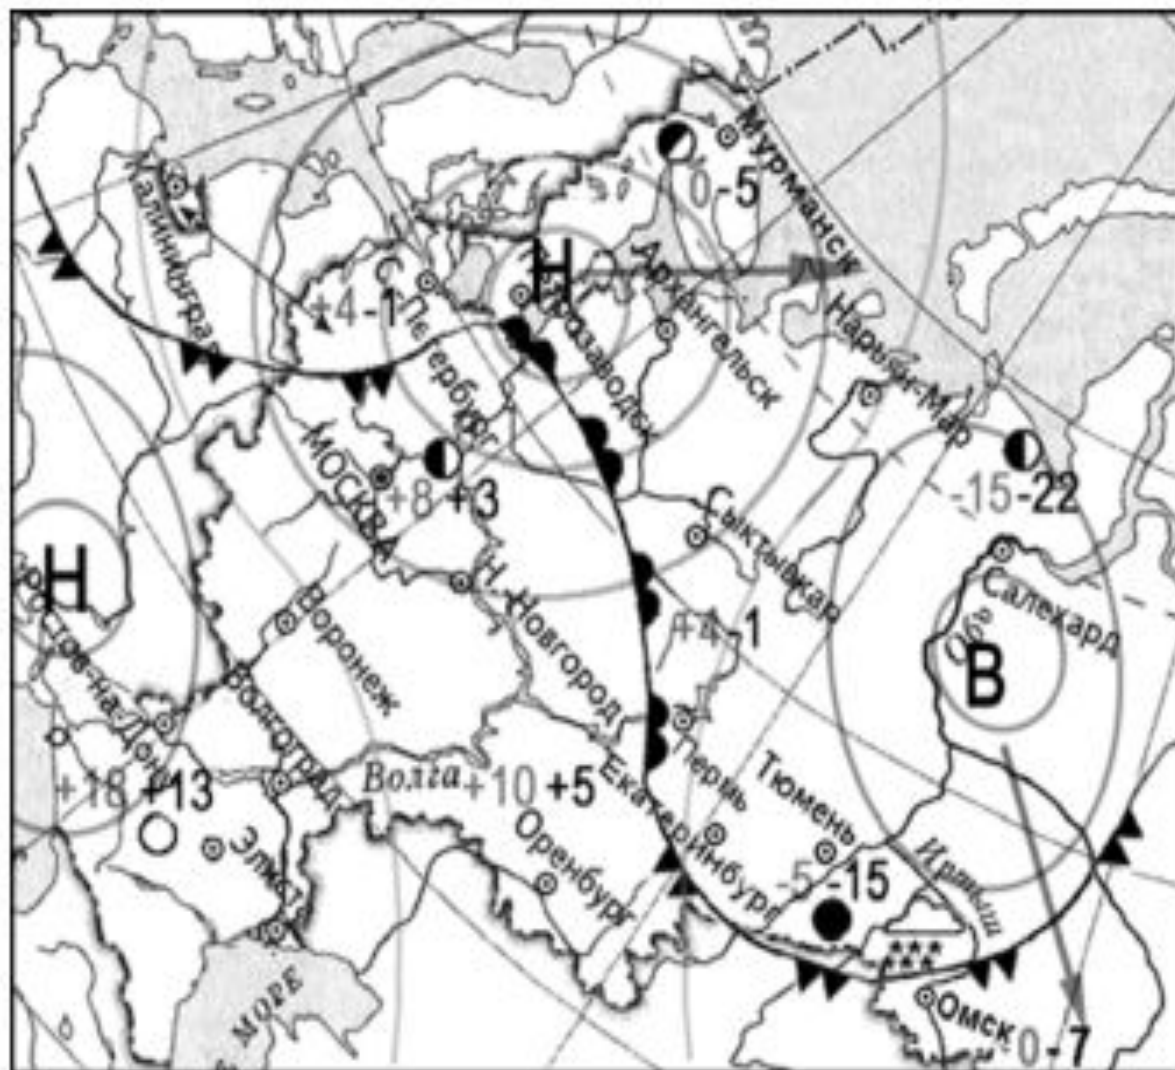 Мурманск
0 -5
Калининград
Н
Архангельск
С.-Петербург
Петрозаводск
+4 -1
Нарьян-Мар
МОСКВА
+8 +3
-15 -22
Сыктывкар
Салехард
Обь
Н
В
Н. Новгород
Воронеж
+4 -1
Ростов-на-Дону
Волгоград
Волга
+10 +5
Пермь
Тюмень
Екатеринбург
+18 +13
Элиста
Оренбург
-5 -15
Иртыш
МОРЕ
Омск
-0 -7